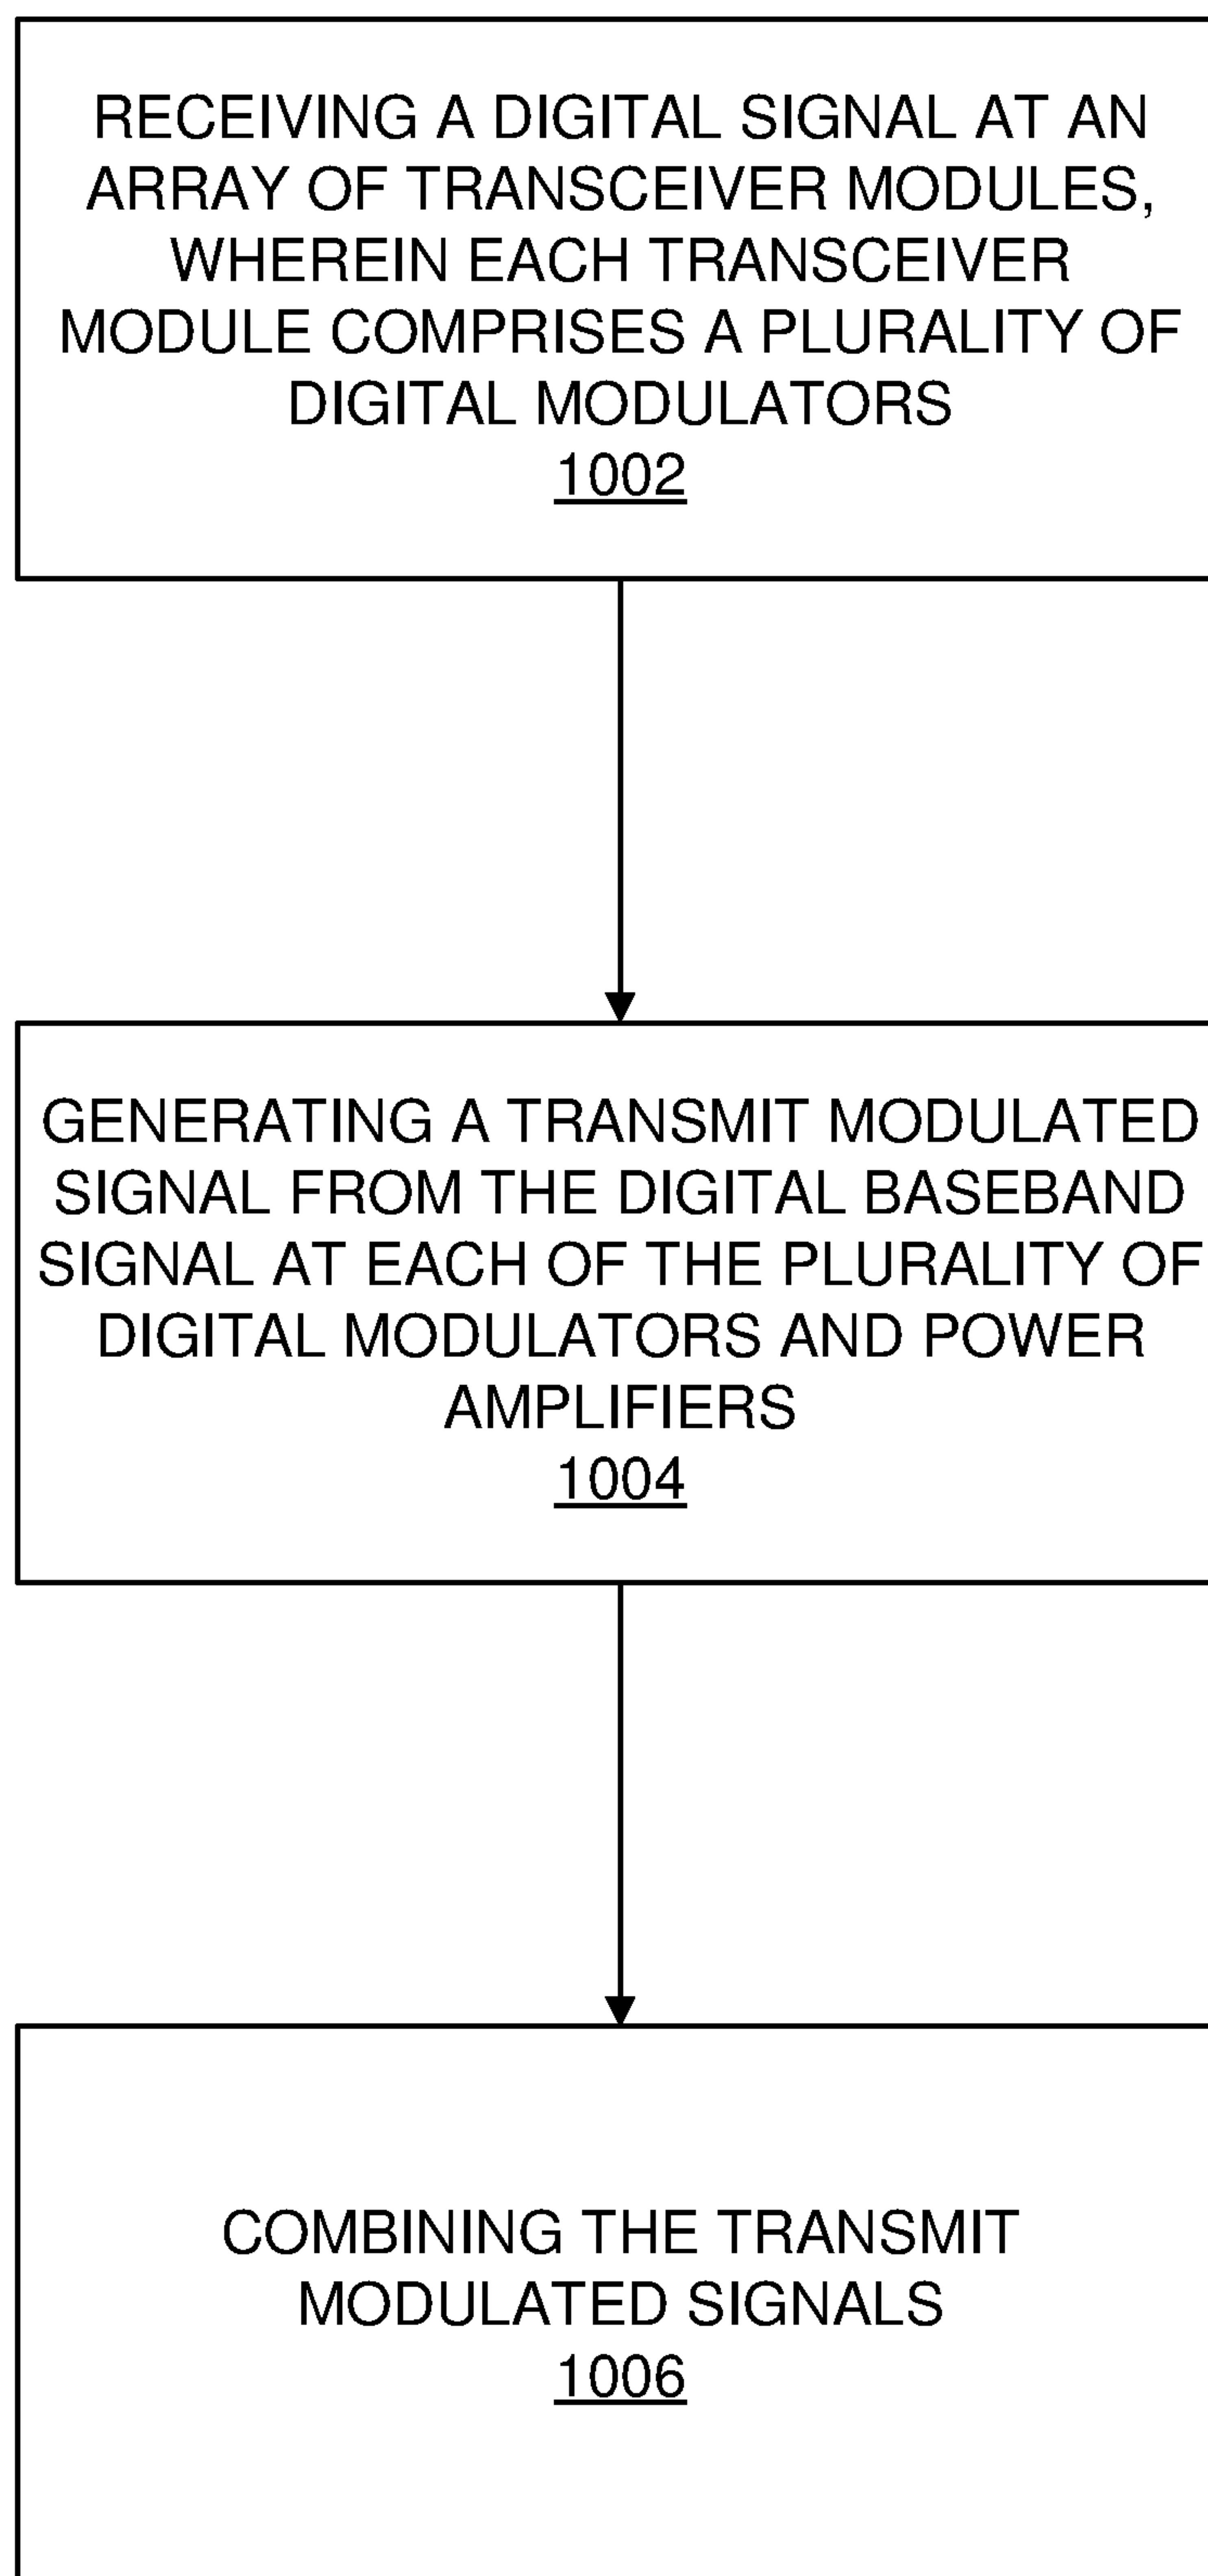 RECEIVING A DIGITAL SIGNAL AT AN
ARRAY OF TRANSCEIVER MODULES,
WHEREIN EACH TRANSCEIVER
MODULE COMPRISES A PLURALITY OF
DIGITAL MODULATORS
1002
GENERATING A TRANSMIT MODULATED
SIGNAL FROM THE DIGITAL BASEBAND
SIGNAL AT EACH OF THE PLURALITY OF
DIGITAL MODULATORS AND POWER
AMPLIFIERS
1004
COMBINING THE TRANSMIT
MODULATED SIGNALS
1006